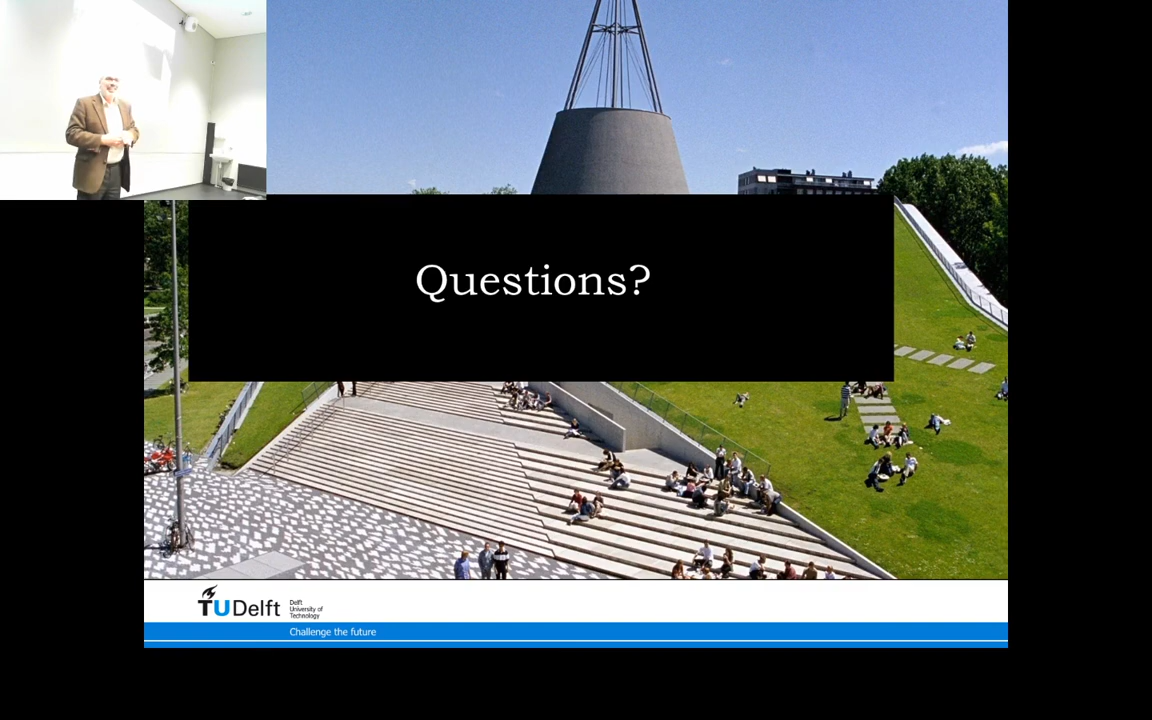 Questions?
TUDelft
Delft
University of
Technology
Challenge the future